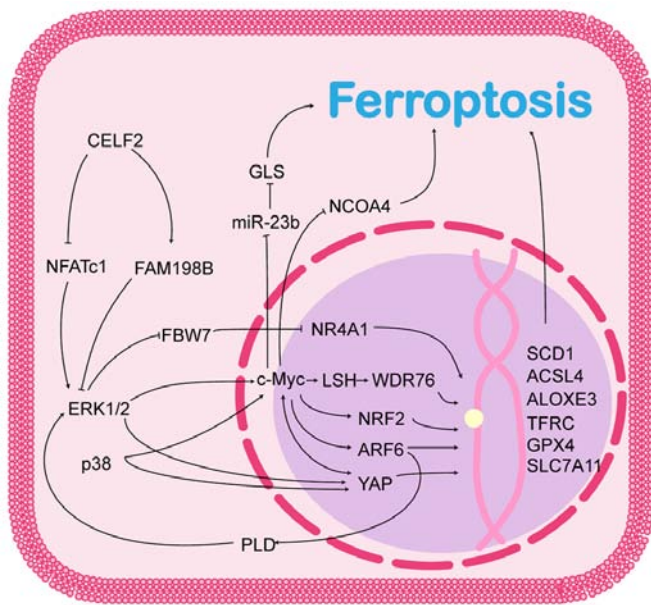 Ferroptosis
CELF2
GLS
NCOA4
miR-23b
NFATc1
FAM198B
FBW7
NR4A1
SCD1
c-Myc
LSH
WDR76
ACSL4
ALOXE3
ERK1/2
NRF2
TFRC
ARF6
GPX4
p38
YAP
SLC7A11
PLD